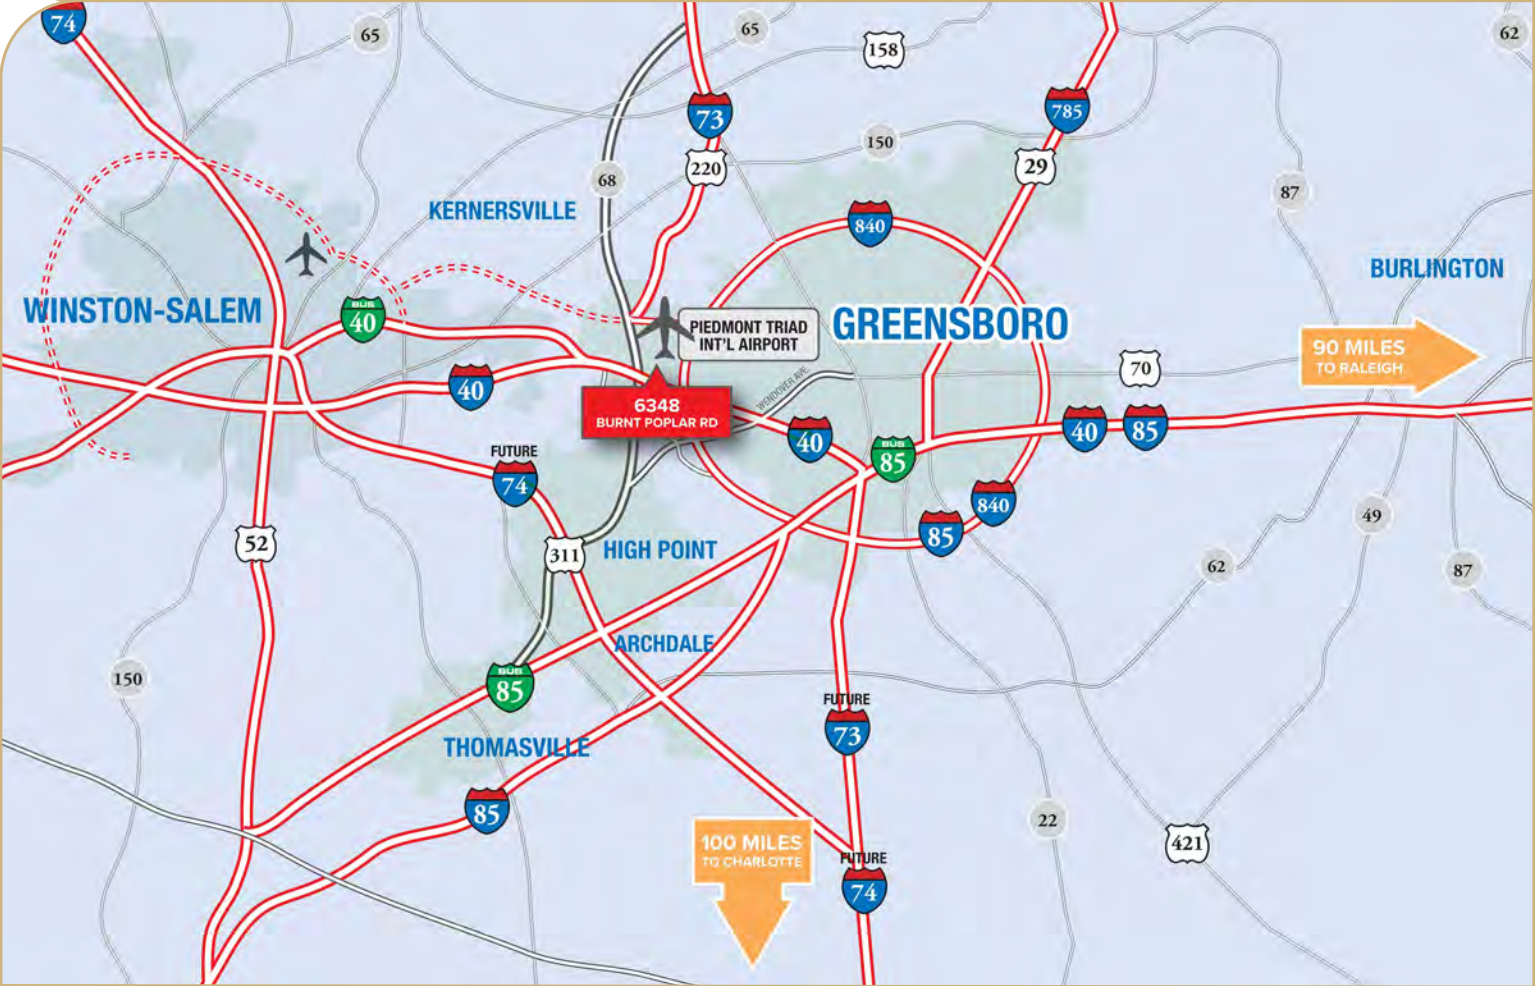 74
65
65
158
62
73
785
150
220
29
68
87
KERNERSVILLE
840
BURLINGTON
WINSTON-SALEM
BUS
40
PIEDMONT TRIAD
INT'L AIRPORT
GREENSBORO
90 MILES
TO RALEIGH
70
40
WENDOVER AVE.
6348
BURNT POPLAR RD
40
BUS
85
40
85
FUTURE
74
840
49
85
52
311
HIGH POINT
62
87
ARCHDALE
150
BUS
85
FUTURE
73
THOMASVILLE
85
22
100 MILES
TO CHARLOTTE
421
FUTURE
74